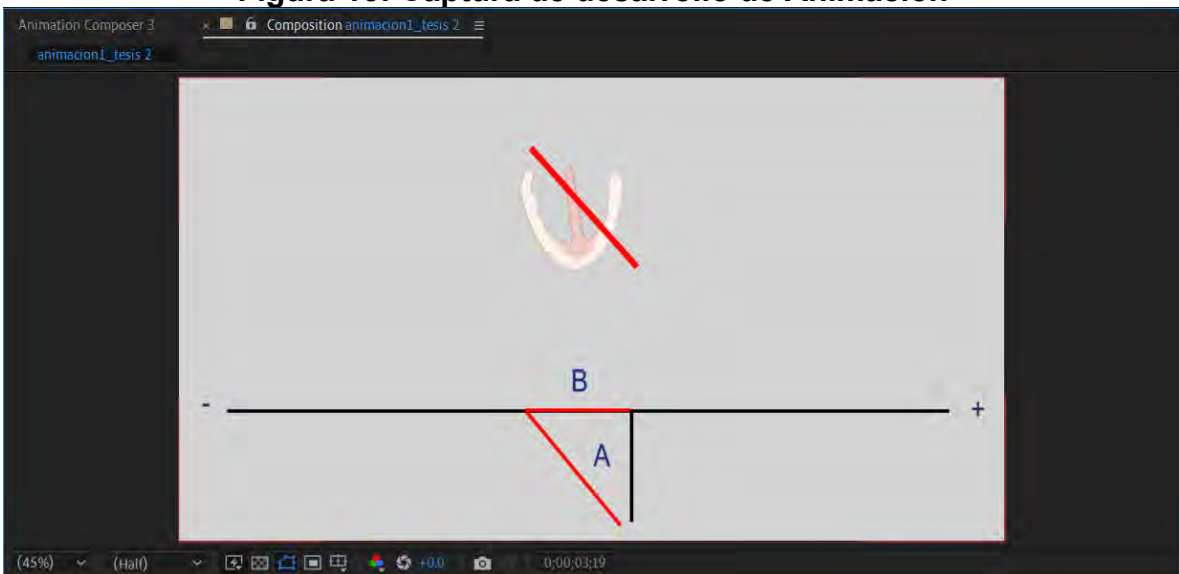 Figura 13. Captura de desarrollo de Animación
Animation Composer 3 × Composition animacion1_tesis 2 ≡
animacion1_tesis 2
B
- +
A
(45%) (Half) +0.0 0;00;03;19